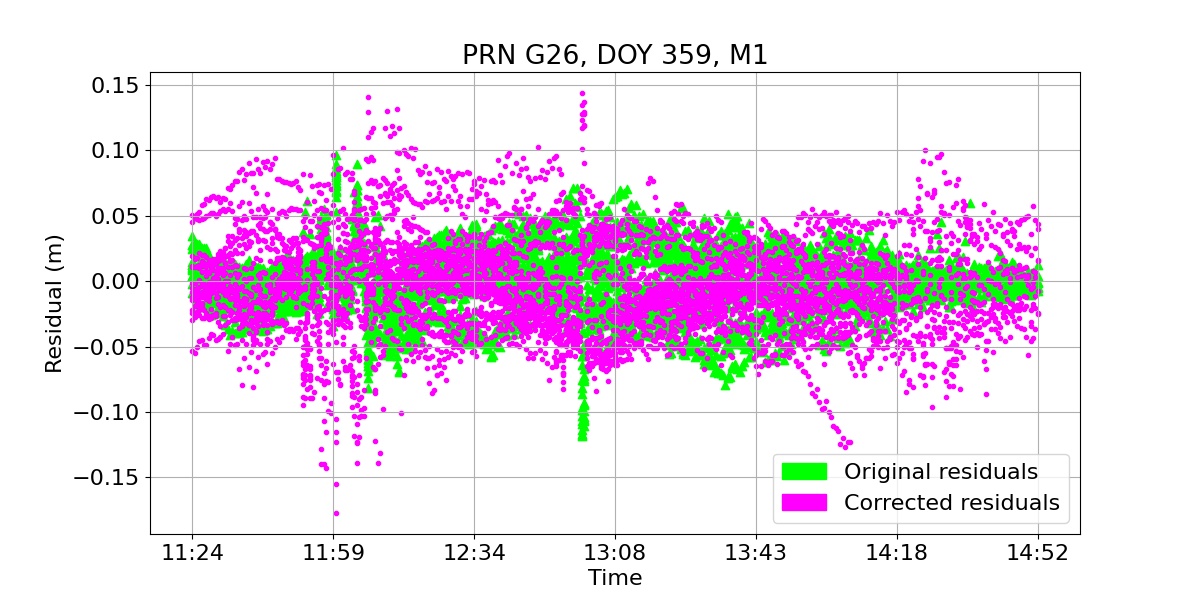 PRN G26, DOY 359, M1
0.15
0.10
0.05
0.00
−0.05
−0.10
−0.15
Residual (m)
Original residuals
Corrected residuals
11:24 11:59 12:34 13:08 13:43 14:18 14:52
Time